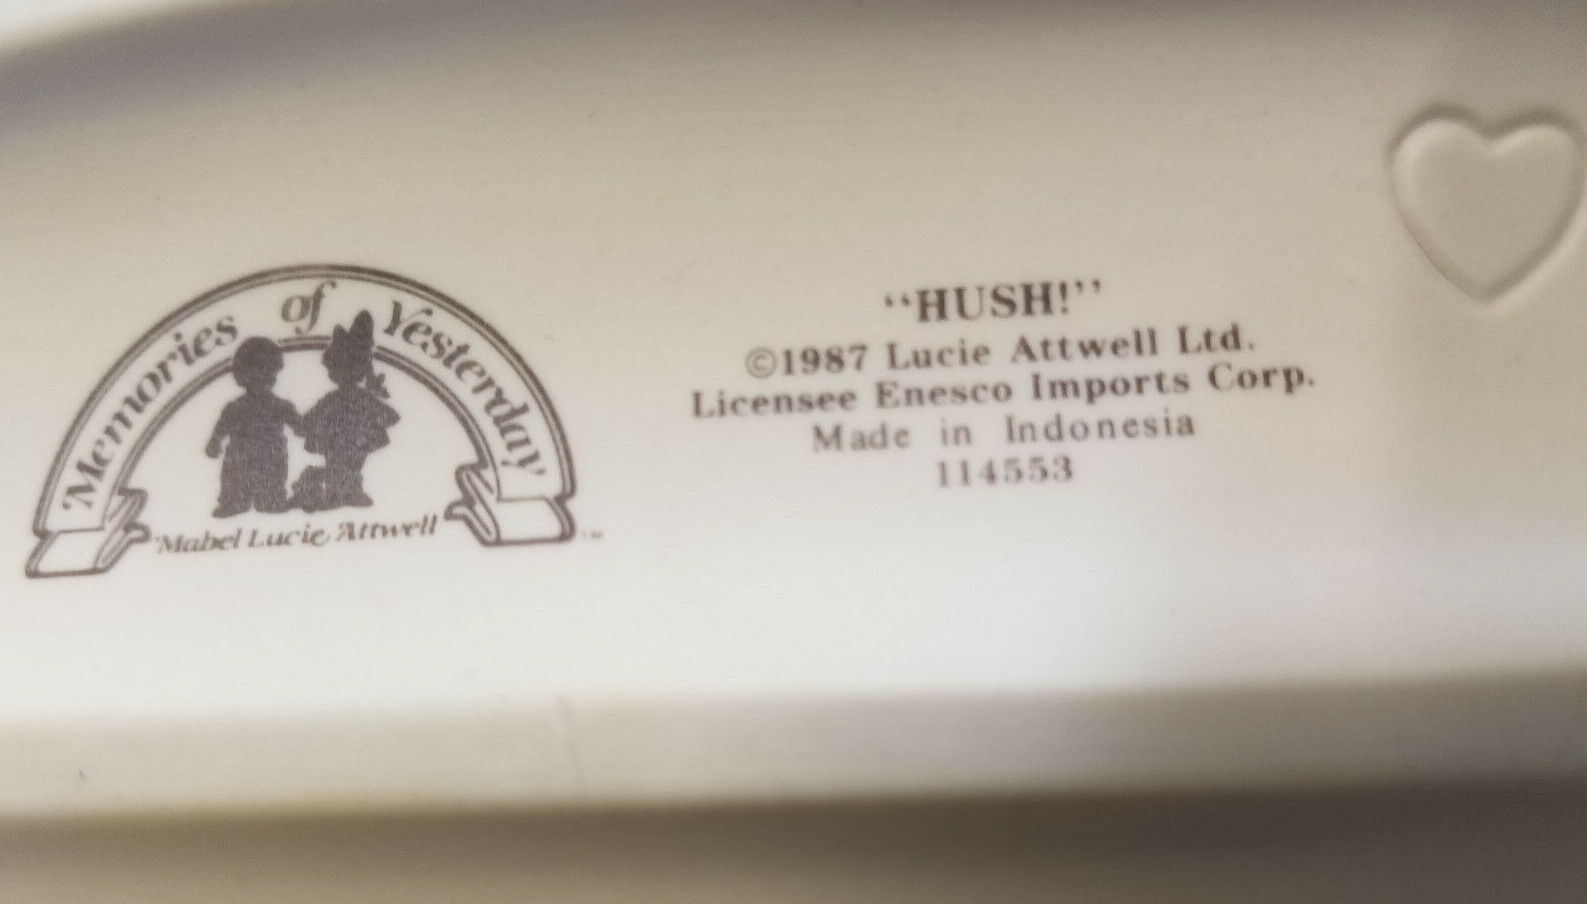 Memories of Yesterday
Mabel Lucie Attwell
TM
“HUSH!”
©1987 Lucie Attwell Ltd.
Licensee Enesco Imports Corp.
Made in Indonesia
114553